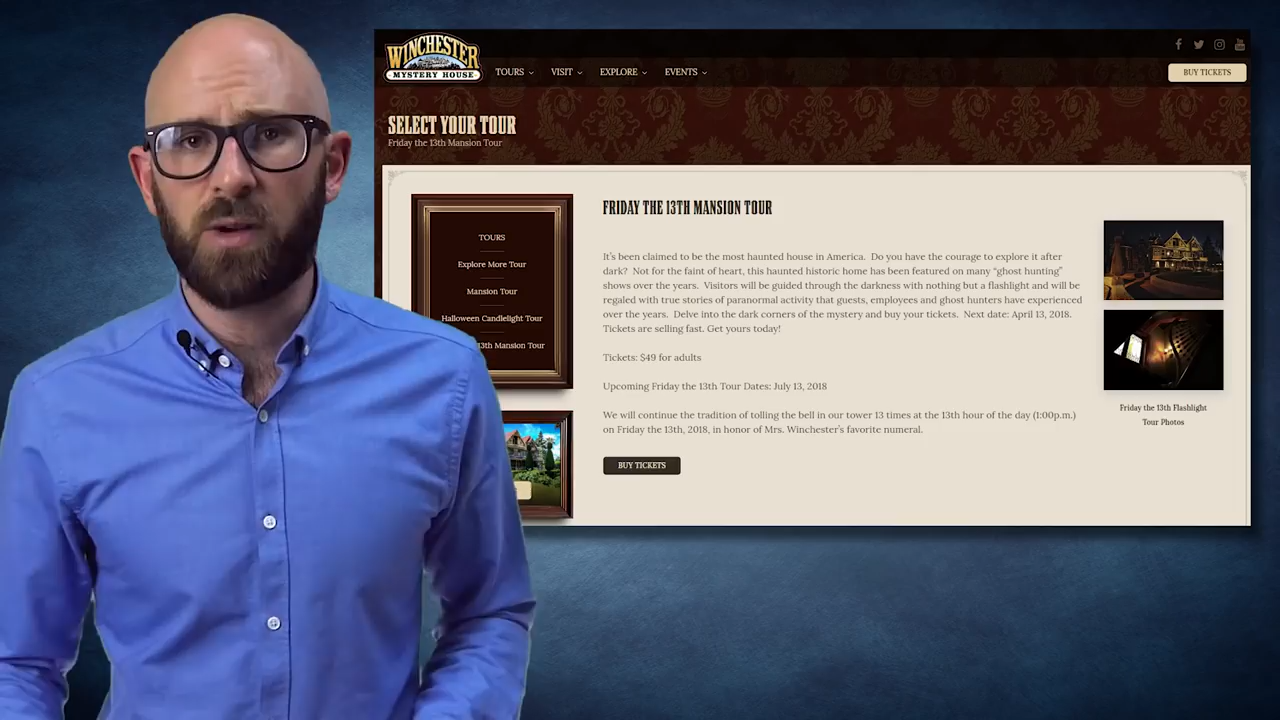 WINCHESTER
MYSTERY HOUSE
TOURS
VISIT
EXPLORE
EVENTS
BUY TICKETS
SELECT YOUR TOUR
Friday the 13th Mansion Tour
TOURS
Explore More Tour
Mansion Tour
Halloween Candlelight Tour
13th Mansion Tour
FRIDAY THE 13TH MANSION TOUR
It's been claimed to be the most haunted house in America. Do you have the courage to explore it after
dark? Not for the faint of heart, this haunted historic home has been featured on many “ghost hunting”
shows over the years. Visitors will be guided through the darkness with nothing but a flashlight and will be
regaled with true stories of paranormal activity that guests, employees and ghost hunters have experienced
over the years. Delve into the dark corners of the mystery and buy your tickets. Next date: April 13, 2018.
Tickets are selling fast. Get yours today!
Tickets: $49 for adults
Upcoming Friday the 13th Tour Dates: July 13, 2018
We will continue the tradition of tolling the bell in our tower 13 times at the 13th hour of the day (1:00p.m.)
on Friday the 13th, 2018, in honor of Mrs. Winchester's favorite numeral.
BUY TICKETS
Friday the 13th Flashlight
Tour Photos